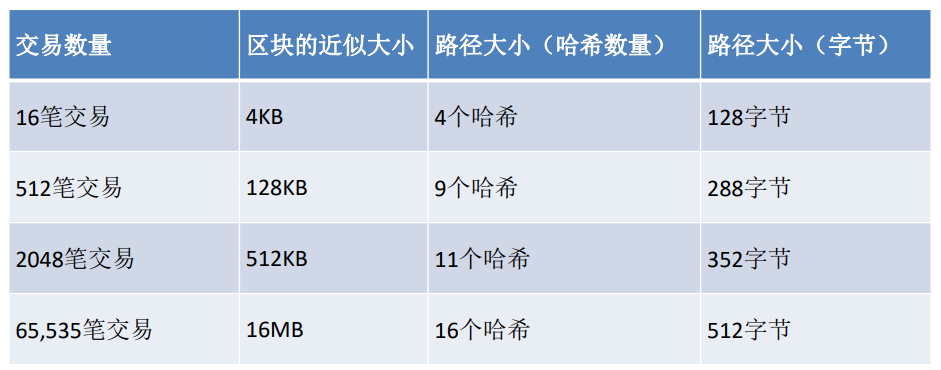 交易数量 区块的近似大小 路径大小（哈希数量） 路径大小（字节）
16笔交易 4KB 4个哈希 128字节
512笔交易 128KB 9个哈希 288字节
2048笔交易 512KB 11个哈希 352字节
65,535笔交易 16MB 16个哈希 512字节